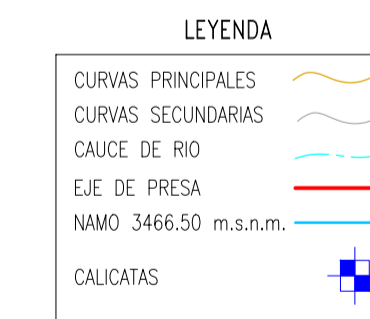 LEYENDA
CURVAS PRINCIPALES
CURVAS SECUNDARIAS
CAUCE DE RIO
EJE DE PRESA
NAMO 3466.50 m.s.n.m.
CALICATAS